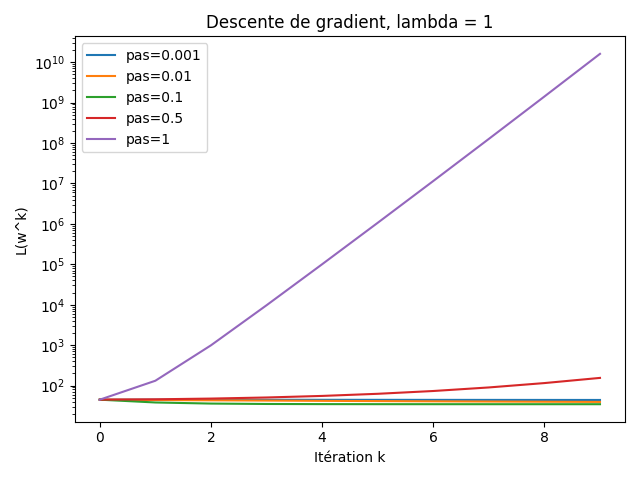 Descente de gradient, lambda = 1
L(w^k)
10^10
10^9
10^8
10^7
10^6
10^5
10^4
10^3
10^2
pas=0.001
pas=0.01
pas=0.1
pas=0.5
pas=1
0 2 4 6 8
Itération k